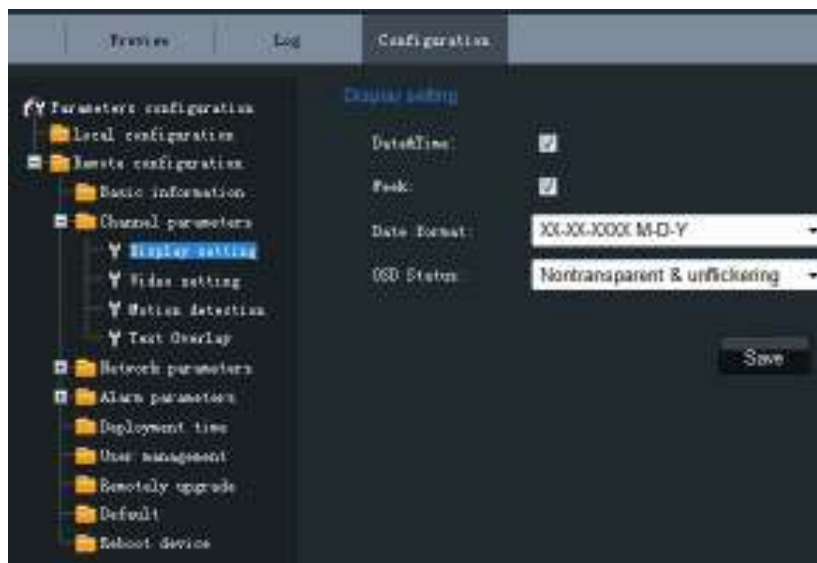 Preview Log Configuration
Parameters configuration
Local configuration
Remote configuration
Basic information
Channel parameters
Display setting
Video setting
Motion detection
Text Overlay
Network parameters
Alarm parameters
Deployment time
User management
Remotely upgrade
Default
Reboot device
Display setting
Date&Time:
Week:
Date Format: XX-XX-XXXX M-D-Y
OSD Status: Nontransparent & unflickering
Save